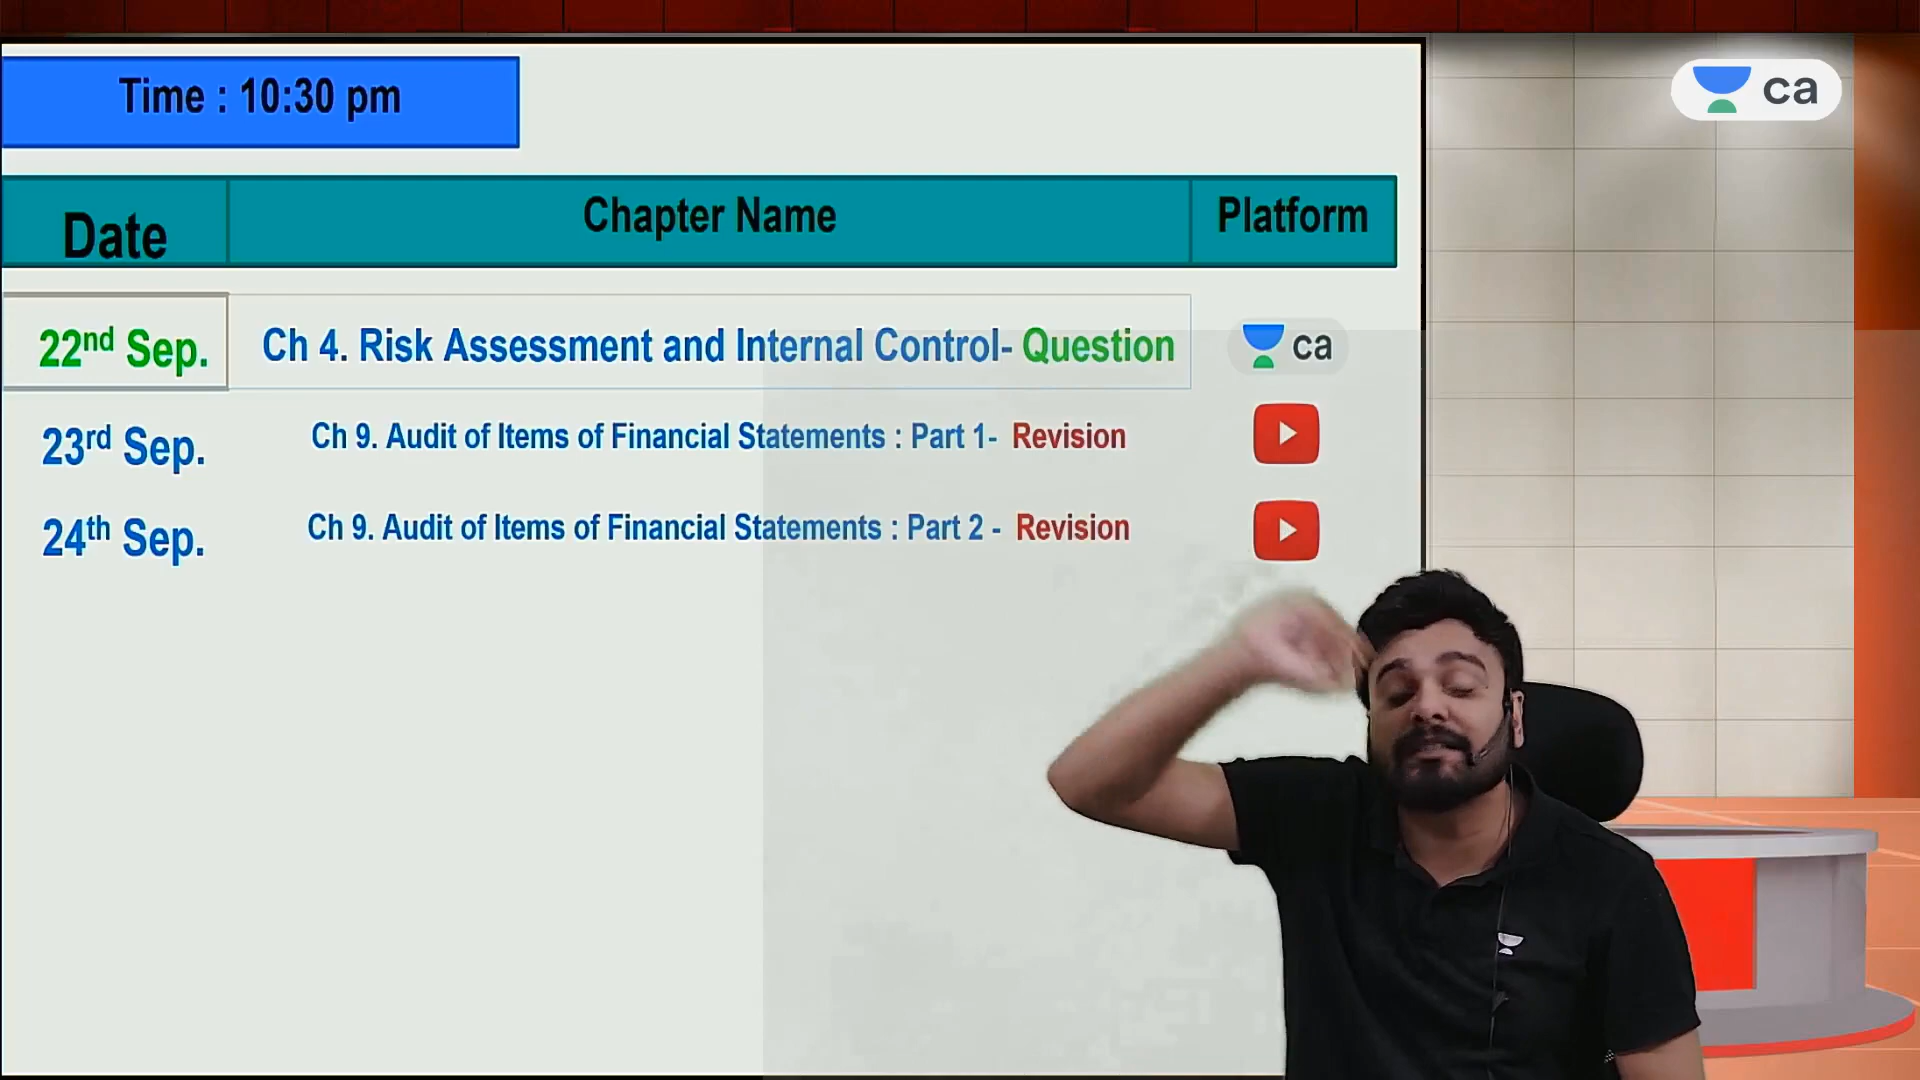 ca
Time : 10:30 pm
Date Chapter Name Platform
22nd Sep. Ch 4. Risk Assessment and Internal Control- Question ca
23rd Sep. Ch 9. Audit of Items of Financial Statements : Part 1- Revision
24th Sep. Ch 9. Audit of Items of Financial Statements : Part 2 - Revision